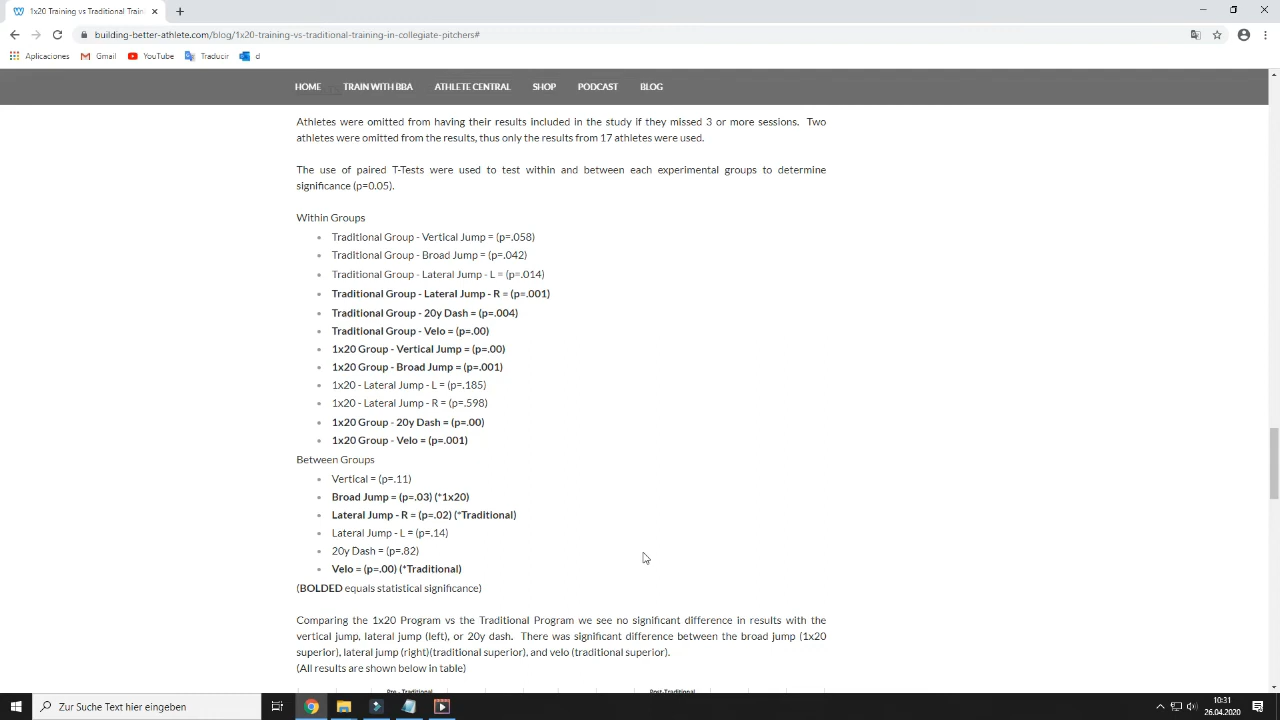 1x20 Training vs Traditional Train
building-better-athlete.com/blog/1x20-training-vs-traditional-training-in-collegiate-pitchers#
Aplicaciones Gmail YouTube Traducir d
HOME TRAIN WITH BBA ATHLETE CENTRAL SHOP PODCAST BLOG
Athletes were omitted from having their results included in the study if they missed 3 or more sessions. Two
athletes were omitted from the results, thus only the results from 17 athletes were used.
The use of paired T-Tests were used to test within and between each experimental groups to determine
significance (p=0.05).
Within Groups
Traditional Group - Vertical Jump = (p=.058)
Traditional Group - Broad Jump = (p=.042)
Traditional Group - Lateral Jump - L = (p=.014)
Traditional Group - Lateral Jump - R = (p=.001)
Traditional Group - 20y Dash = (p=.004)
Traditional Group - Velo = (p=.00)
1x20 Group - Vertical Jump = (p=.00)
1x20 Group - Broad Jump = (p=.001)
1x20 - Lateral Jump - L = (p=.185)
1x20 - Lateral Jump - R = (p=.598)
1x20 Group - 20y Dash = (p=.00)
1x20 Group - Velo = (p=.001)
Between Groups
Vertical = (p=.11)
Broad Jump = (p=.03) (*1x20)
Lateral Jump - R = (p=.02) (*Traditional)
Lateral Jump - L = (p=.14)
20y Dash = (p=.82)
Velo = (p=.00) (*Traditional)
(BOLDED equals statistical significance)
Comparing the 1x20 Program vs the Traditional Program we see no significant difference in results with the
vertical jump, lateral jump (left), or 20y dash. There was significant difference between the broad jump (1x20
superior), lateral jump (right)(traditional superior), and velo (traditional superior).
(All results are shown below in table)
Pre - Traditional Post-Traditional
Zur Suche Text hier eingeben
10:31
26.04.2020